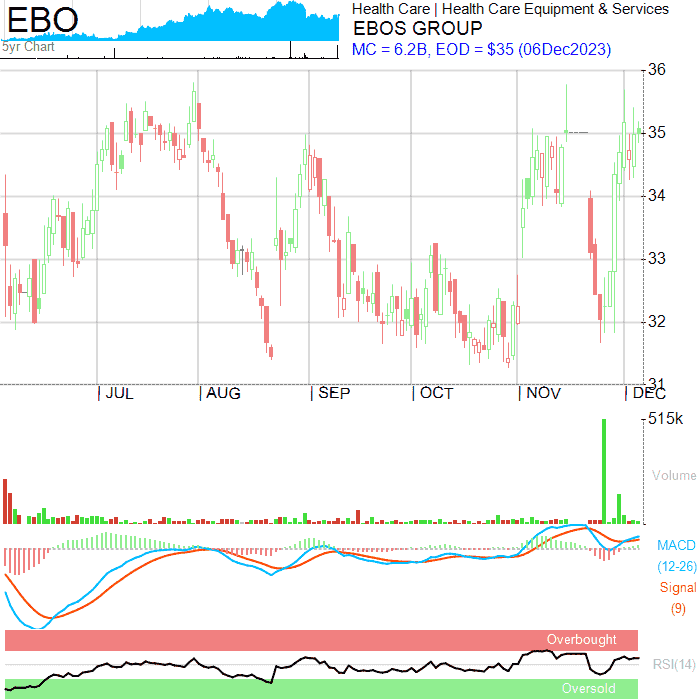 EBO
5yr Chart
Health Care | Health Care Equipment & Services
EBOS GROUP
MC = 6.2B, EOD = $35 (06Dec2023)
36
35
34
33
32
31
| JUL | AUG | SEP | OCT | NOV | DEC
515k
Volume
MACD
(12-26)
Signal
(9)
Overbought
RSI(14)
Oversold